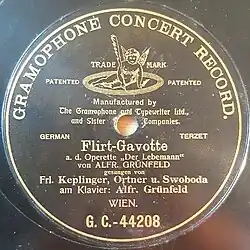 GRAMOPHONE CONCERT RECORD.
TRADE MARK
PATENTED PATENTED
Manufactured by
The Gramophone and Typewriter Ltd.,
and Sister Companies.
GERMAN TERZET
Flirt-Gavotte
a. d. Operette „Der Lebemann"
von ALFR. GRÜNFELD
gesungen von
Frl. Keplinger, Ortner u. Swoboda
am Klavier: Alfr. Grünfeld
WIEN.
G. C.-44208